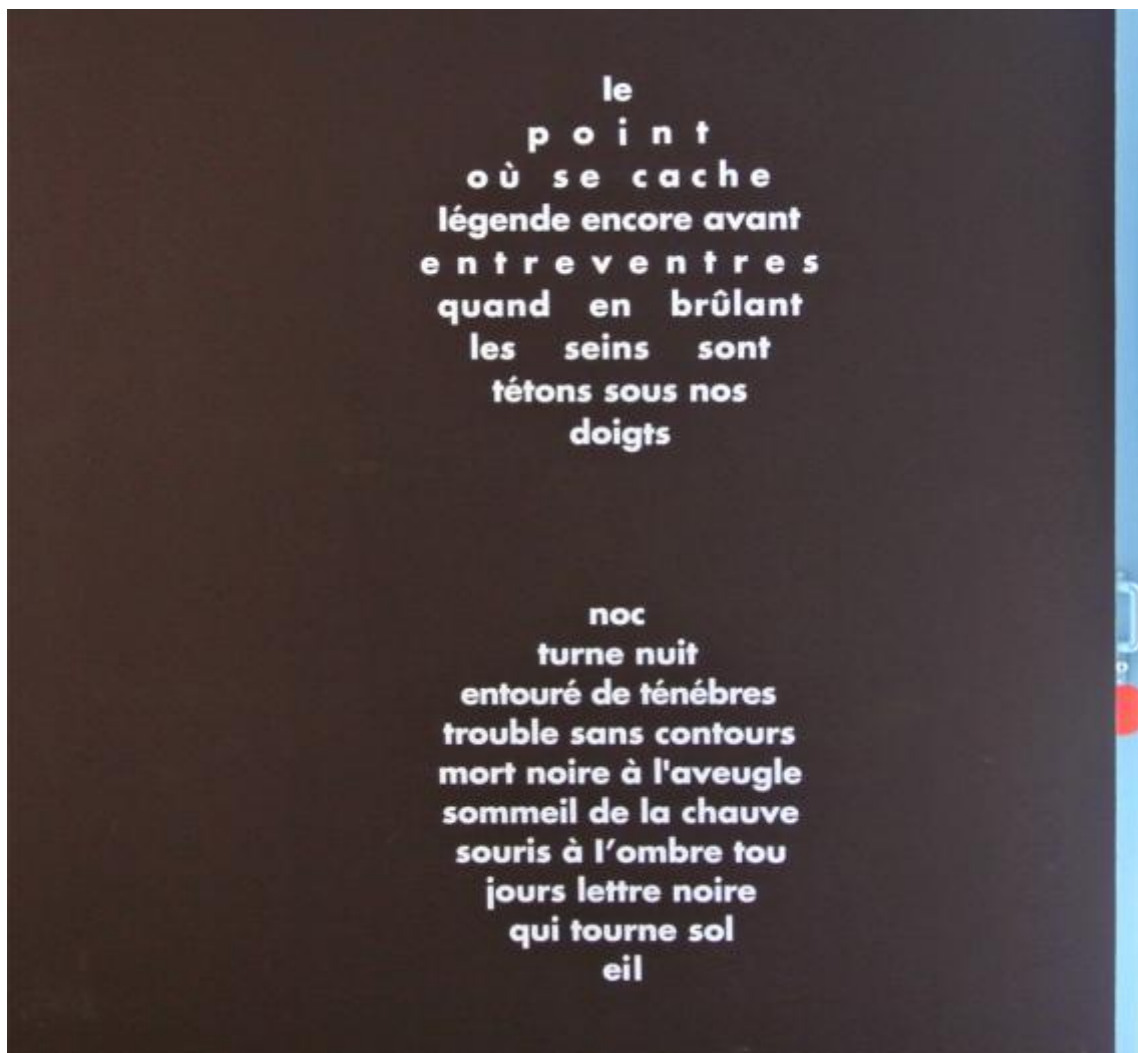 le
point
où se cache
légende encore avant
entreventres
quand en brûlant
les seins sont
tétons sous nos
doigts
noc
turne nuit
entouré de ténébres
trouble sans contours
mort noire à l'aveugle
sommeil de la chauve
souris à l’ombre tou
jours lettre noire
qui tourne sol
eil